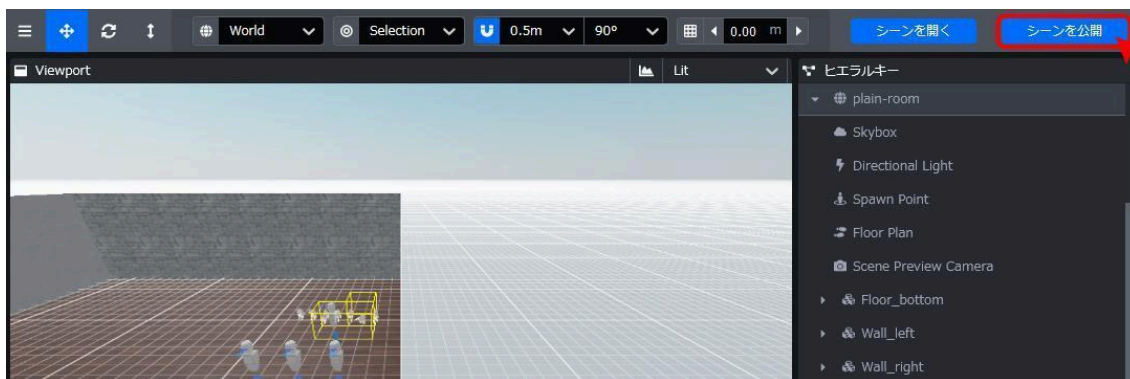 World Selection 0.5m 90° 0.00 m シーンを開く シーンを公開
Viewport Lit ヒエラルキー
plain-room
Skybox
Directional Light
Spawn Point
Floor Plan
Scene Preview Camera
Floor_bottom
Wall_left
Wall_right